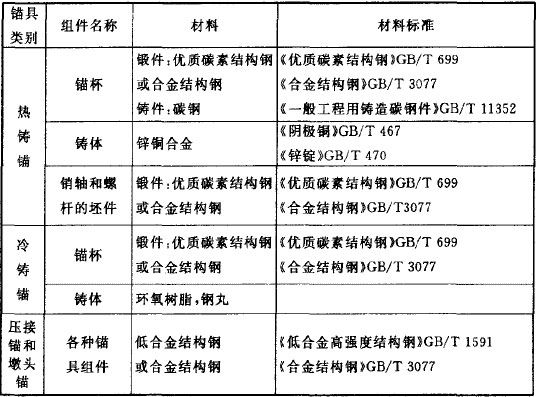 锚具类别 组件名称 材料 材料标准
热铸锚 锚杯 锻件:优质碳素结构钢 《优质碳素结构钢》GB/T 699
或合金结构钢 《合金结构钢》GB/T 3077
铸件:碳钢 《一般工程用铸造碳钢件》GB/T 11352
铸体 锌铜合金 《阴极铜》GB/T 467
《锌锭》GB/T 470
销轴和螺 锻件:优质碳素结构钢 《优质碳素结构钢》GB/T 699
杆的坯件 或合金结构钢 《合金结构钢》GB/T3077
冷铸锚 锚杯 锻件:优质碳素结构钢 《优质碳素结构钢》GB/T 699
或合金结构钢 《合金结构钢》GB/T 3077
铸体 环氧树脂,钢丸
压接锚和墩头锚 各种锚 低合金结构钢 《低合金高强度结构钢》GB/T 1591
具组件 或合金结构钢 《合金结构钢》GB/T 3077